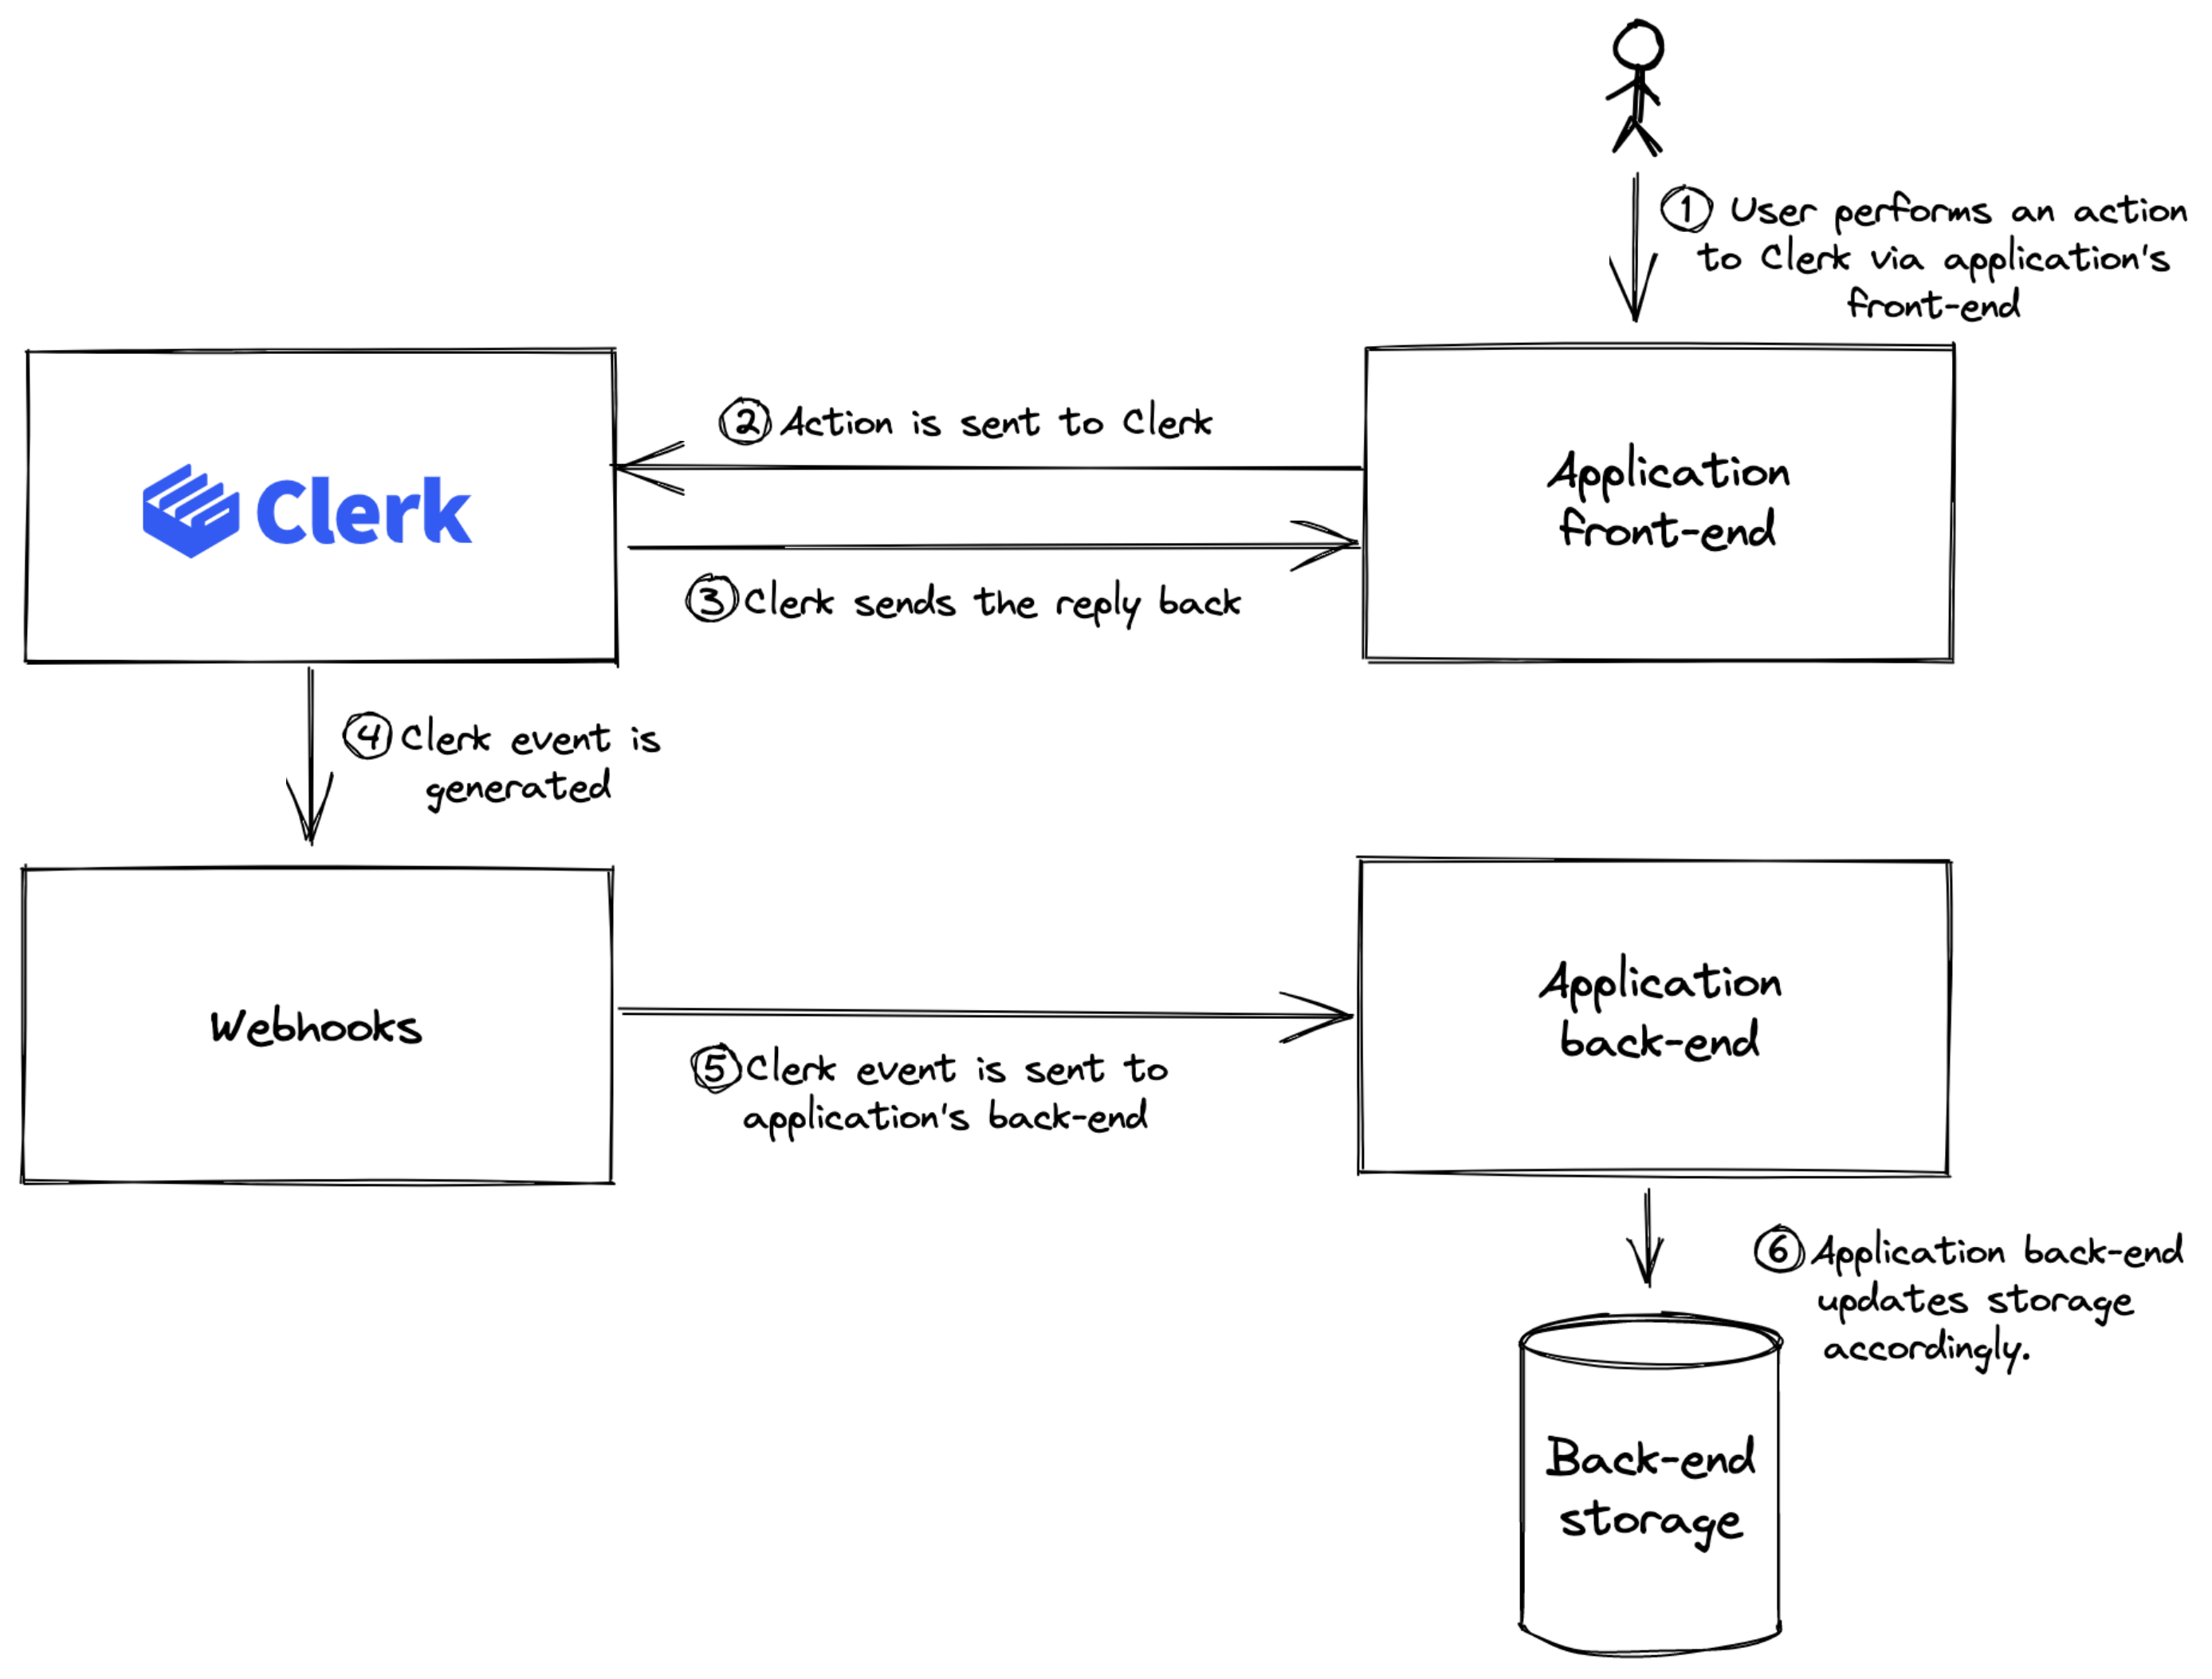 1 User performs an action
to Clerk via application's
front-end
2 Action is sent to Clerk
Clerk
Application
front-end
3 Clerk sends the reply back
4 Clerk event is
generated
Webhooks
Application
back-end
5 Clerk event is sent to
application's back-end
6 Application back-end
updates storage
accordingly.
Back-end
storage